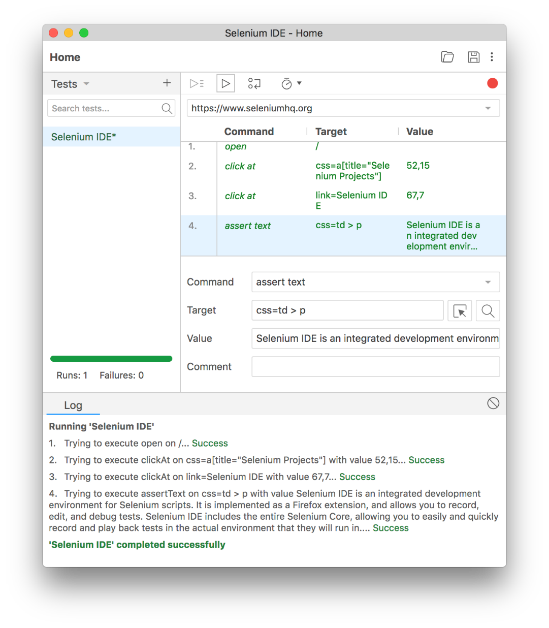 Selenium IDE - Home
Home
Tests
Search tests...
Selenium IDE*
Runs: 1 Failures: 0
https://www.seleniumhq.org
Command Target Value
1. open /
2. click at css=a[title="Sele 52,15
nium Projects"]
3. click at link=Selenium ID 67,7
E
4. assert text css=td > p Selenium IDE is a
n integrated dev
elopment envir...
Command assert text
Target css=td > p
Value Selenium IDE is an integrated development environm
Comment
Log
Running 'Selenium IDE'
1. Trying to execute open on /... Success
2. Trying to execute clickAt on css=a[title="Selenium Projects"] with value 52,15... Success
3. Trying to execute clickAt on link=Selenium IDE with value 67,7... Success
4. Trying to execute assertText on css=td > p with value Selenium IDE is an integrated development
environment for Selenium scripts. It is implemented as a Firefox extension, and allows you to record,
edit, and debug tests. Selenium IDE includes the entire Selenium Core, allowing you to easily and quickly
record and play back tests in the actual environment that they will run in.... Success
'Selenium IDE' completed successfully